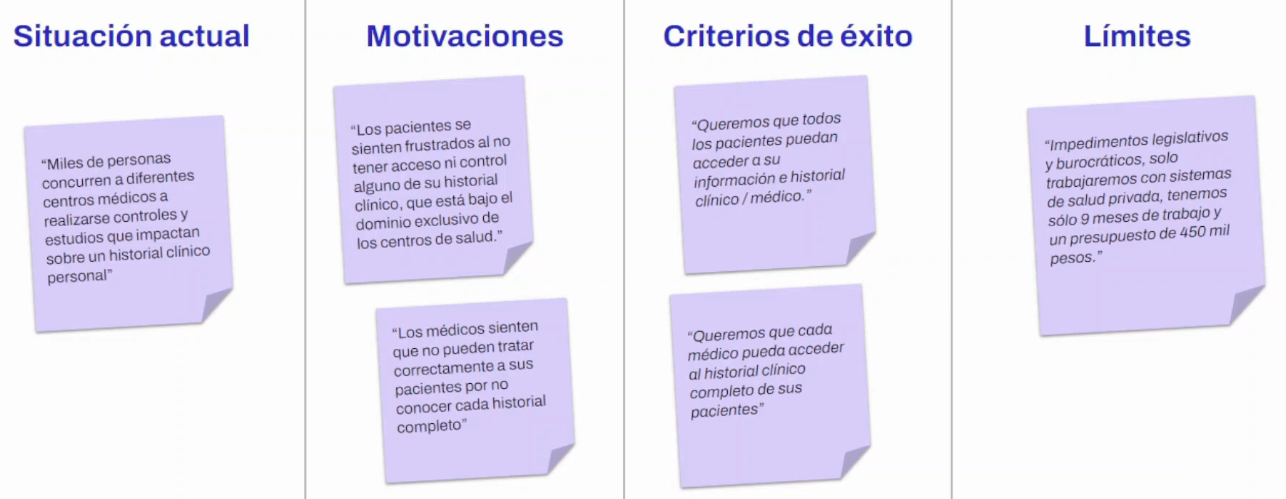 Situación actual
“Miles de personas
concurren a diferentes
centros médicos a
realizarse controles y
estudios que impactan
sobre un historial clínico
personal”
Motivaciones
“Los pacientes se
sienten frustrados al no
tener acceso ni control
alguno de su historial
clínico, que está bajo el
dominio exclusivo de
los centros de salud.”
“Los médicos sienten
que no pueden tratar
correctamente a sus
pacientes por no
conocer cada historial
completo”
Criterios de éxito
“Queremos que todos
los pacientes puedan
acceder a su
información e historial
clínico / médico.”
“Queremos que cada
médico pueda acceder
al historial clínico
completo de sus
pacientes”
Límites
“Impedimentos legislativos
y burocráticos, solo
trabajaremos con sistemas
de salud privada, tenemos
sólo 9 meses de trabajo y
un presupuesto de 450 mil
pesos.”